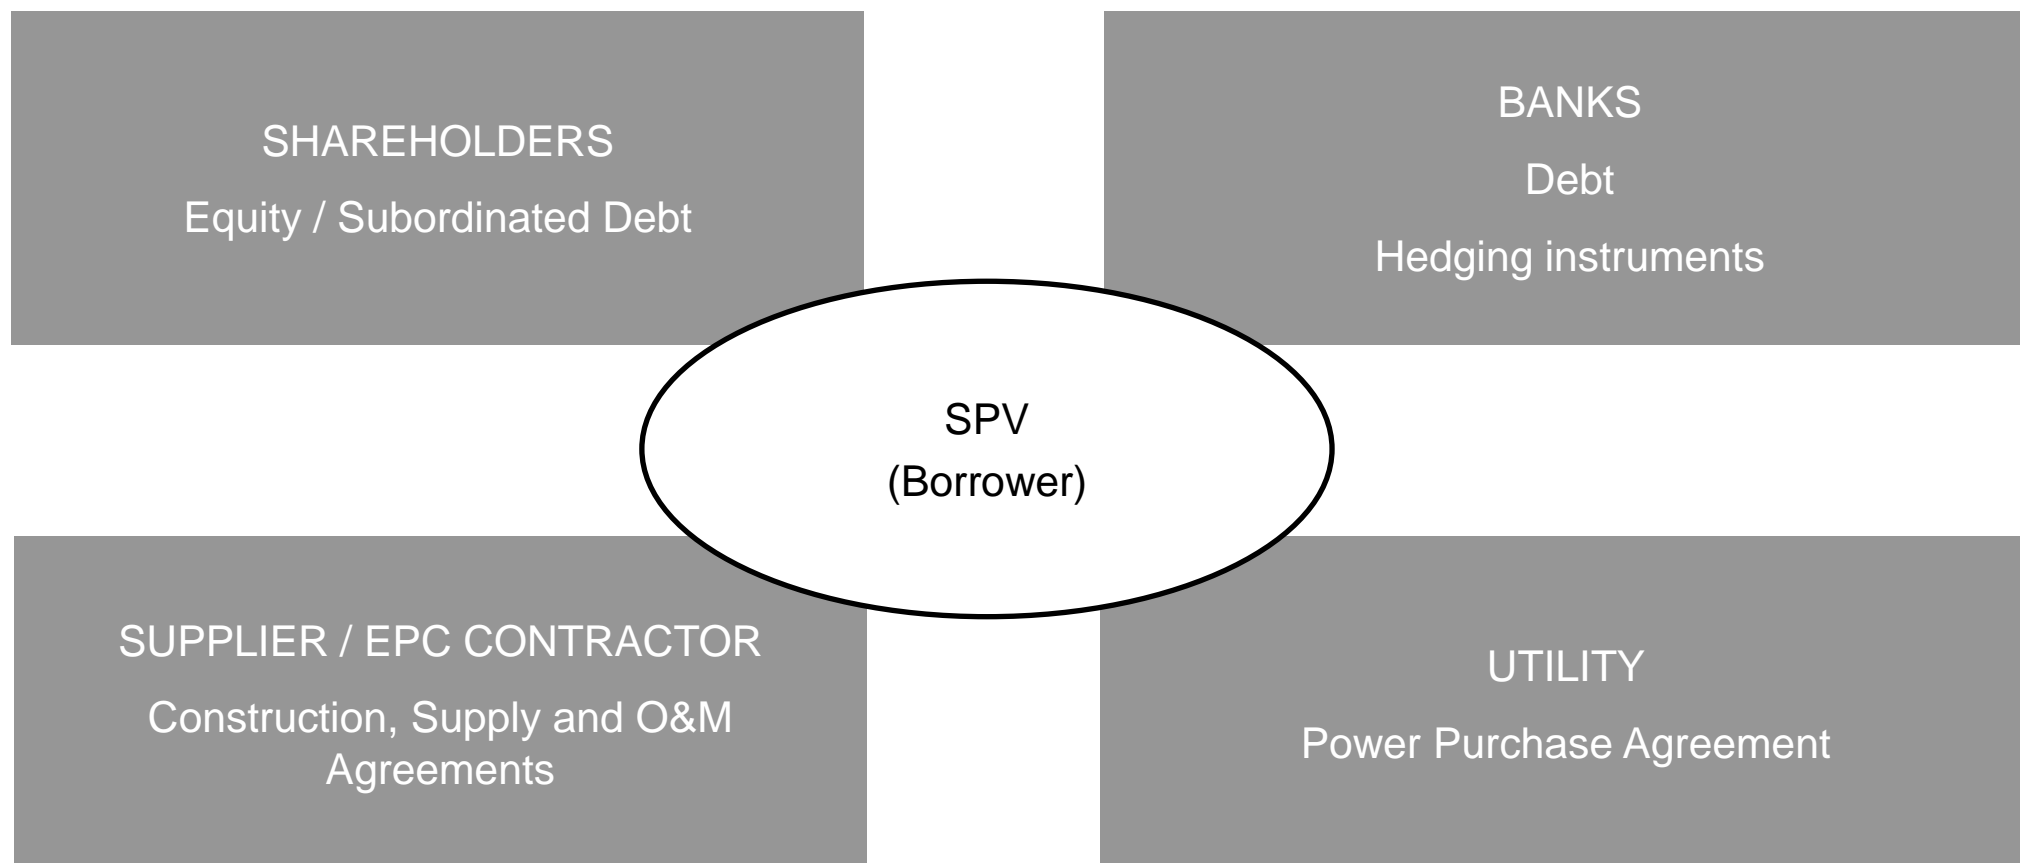 SHAREHOLDERS
Equity / Subordinated Debt
BANKS
Debt
Hedging instruments
SPV
(Borrower)
SUPPLIER / EPC CONTRACTOR
Construction, Supply and O&M
Agreements
UTILITY
Power Purchase Agreement